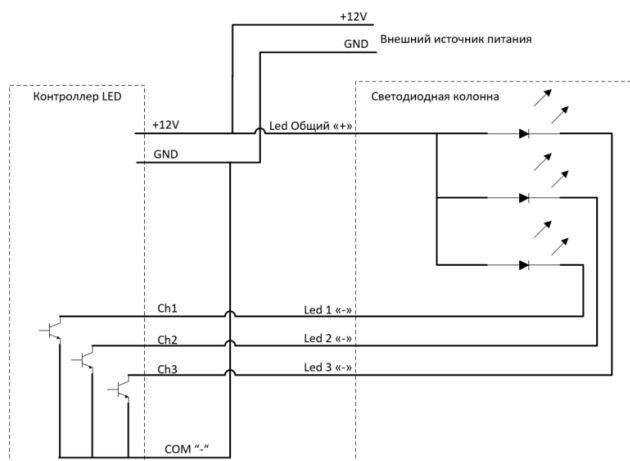 +12V
GND
Внешний источник питания
Контроллер LED
Светодиодная колонна
+12V
Led Общий «+»
GND
Ch1
Led 1 «-»
Ch2
Led 2 «-»
Ch3
Led 3 «-»
COM “-“